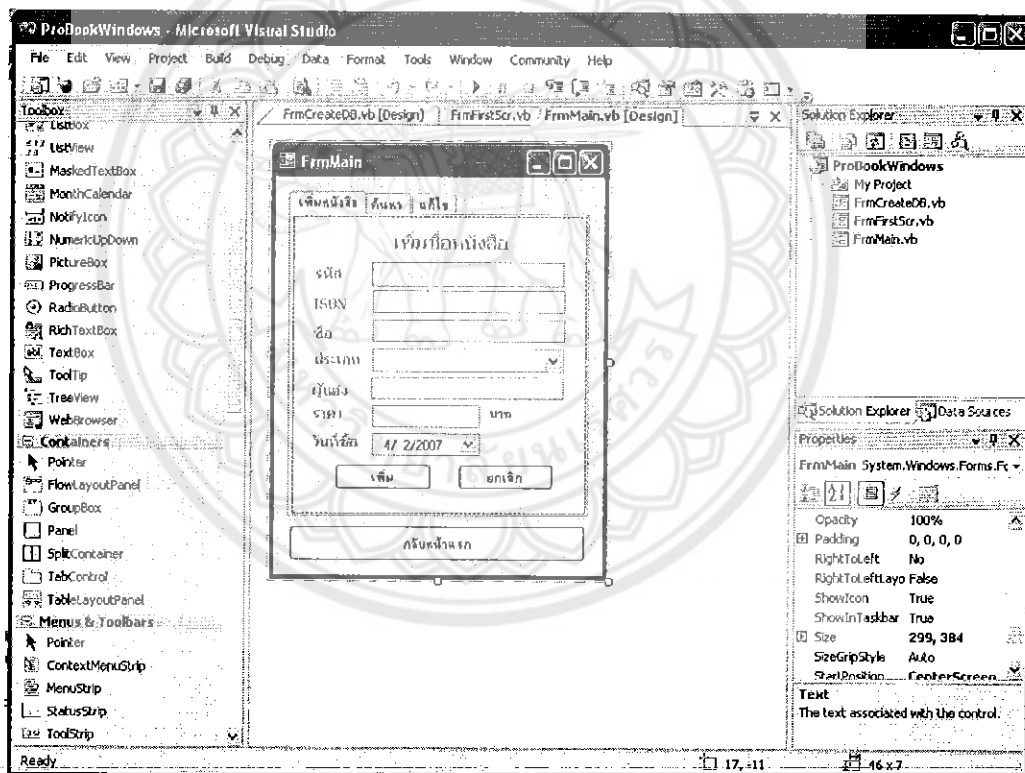 ProBookWindows - Microsoft Visual Studio
File Edit View Project Build Debug Data Format Tools Window Community Help
Toolbox
ListBox
ListView
MaskedTextBox
MonthCalendar
NotifyIcon
NumericUpDown
PictureBox
ProgressBar
RadioButton
RichTextBox
TextBox
ToolTip
TreeView
WebBrowser
Containers
Pointer
FlowLayoutPanel
GroupBox
Panel
SplitContainer
TabControl
TableLayoutPanel
Menus & Toolbars
Pointer
ContextMenuStrip
MenuStrip
StatusStrip
ToolStrip
FrmCreateDB.vb [Design] FrmFirstScr.vb FrmMain.vb [Design]
FrmMain
เพิ่มหนังสือ ค้นหา แก้ไข
เพิ่มชื่อหนังสือ
รหัส
ISBN
ชื่อ
ประเภท
ผู้แต่ง
ราคา บาท
วันที่ซื้อ 4/ 2/2007
เพิ่ม ยกเลิก
กลับหน้าแรก
Solution Explorer
ProBookWindows
My Project
FrmCreateDB.vb
FrmFirstScr.vb
FrmMain.vb
Solution Explorer Data Sources
Properties
FrmMain System.Windows.Forms.Fc
Opacity 100%
Padding 0, 0, 0, 0
RightToLeft No
RightToLeftLayo False
ShowIcon True
ShowInTaskbar True
Size 299, 384
SizeGripStyle Auto
StartPosition CenterScreen
Text
The text associated with the control.
Ready 17, -11 46 x 7